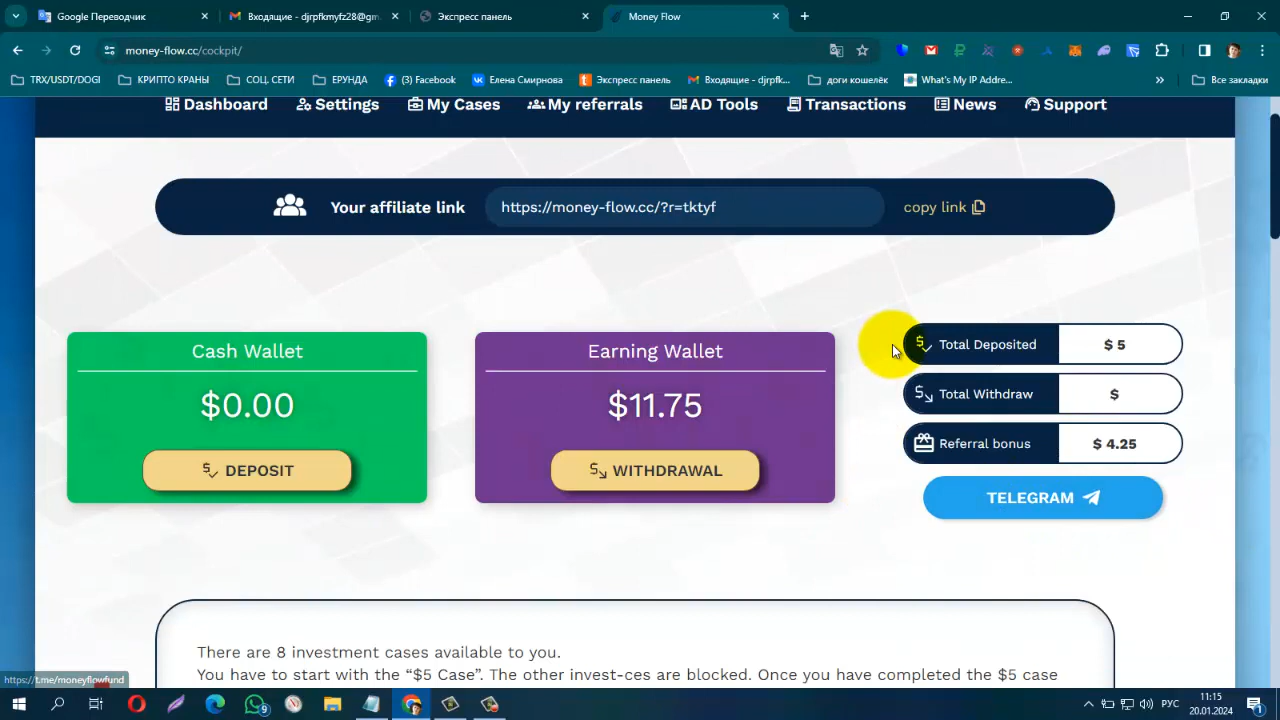 Google Переводчик
Входящие - djrpfkmyfz28@gm
Экспресс панель
Money Flow
money-flow.cc/cockpit/
TRX/USDT/DOGI
КРИПТО КРАНЫ
СОЦ. СЕТИ
ЕРУНДА
(3) Facebook
Елена Смирнова
Экспресс панель
Входящие - djrpfk...
доги кошелёк
What's My IP Addre...
Все закладки
Dashboard
Settings
My Cases
My referrals
AD Tools
Transactions
News
Support
Your affiliate link
https://money-flow.cc/?r=tktyf
copy link
Cash Wallet
$0.00
DEPOSIT
Earning Wallet
$11.75
WITHDRAWAL
Total Deposited
$ 5
Total Withdraw
$
Referral bonus
$ 4.25
TELEGRAM
There are 8 investment cases available to you.
You have to start with the “$5 Case”. The other invest-ces are blocked. Once you have completed the $5 case
https://t.me/moneyflowfund
9
РУС
11:15
20.01.2024
1